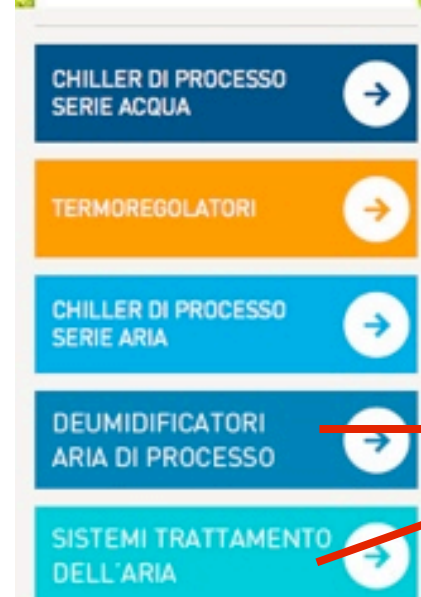 CHILLER DI PROCESSO
SERIE ACQUA
TERMOREGOLATORI
CHILLER DI PROCESSO
SERIE ARIA
DEUMIDIFICATORI
ARIA DI PROCESSO
SISTEMI TRATTAMENTO
DELL'ARIA